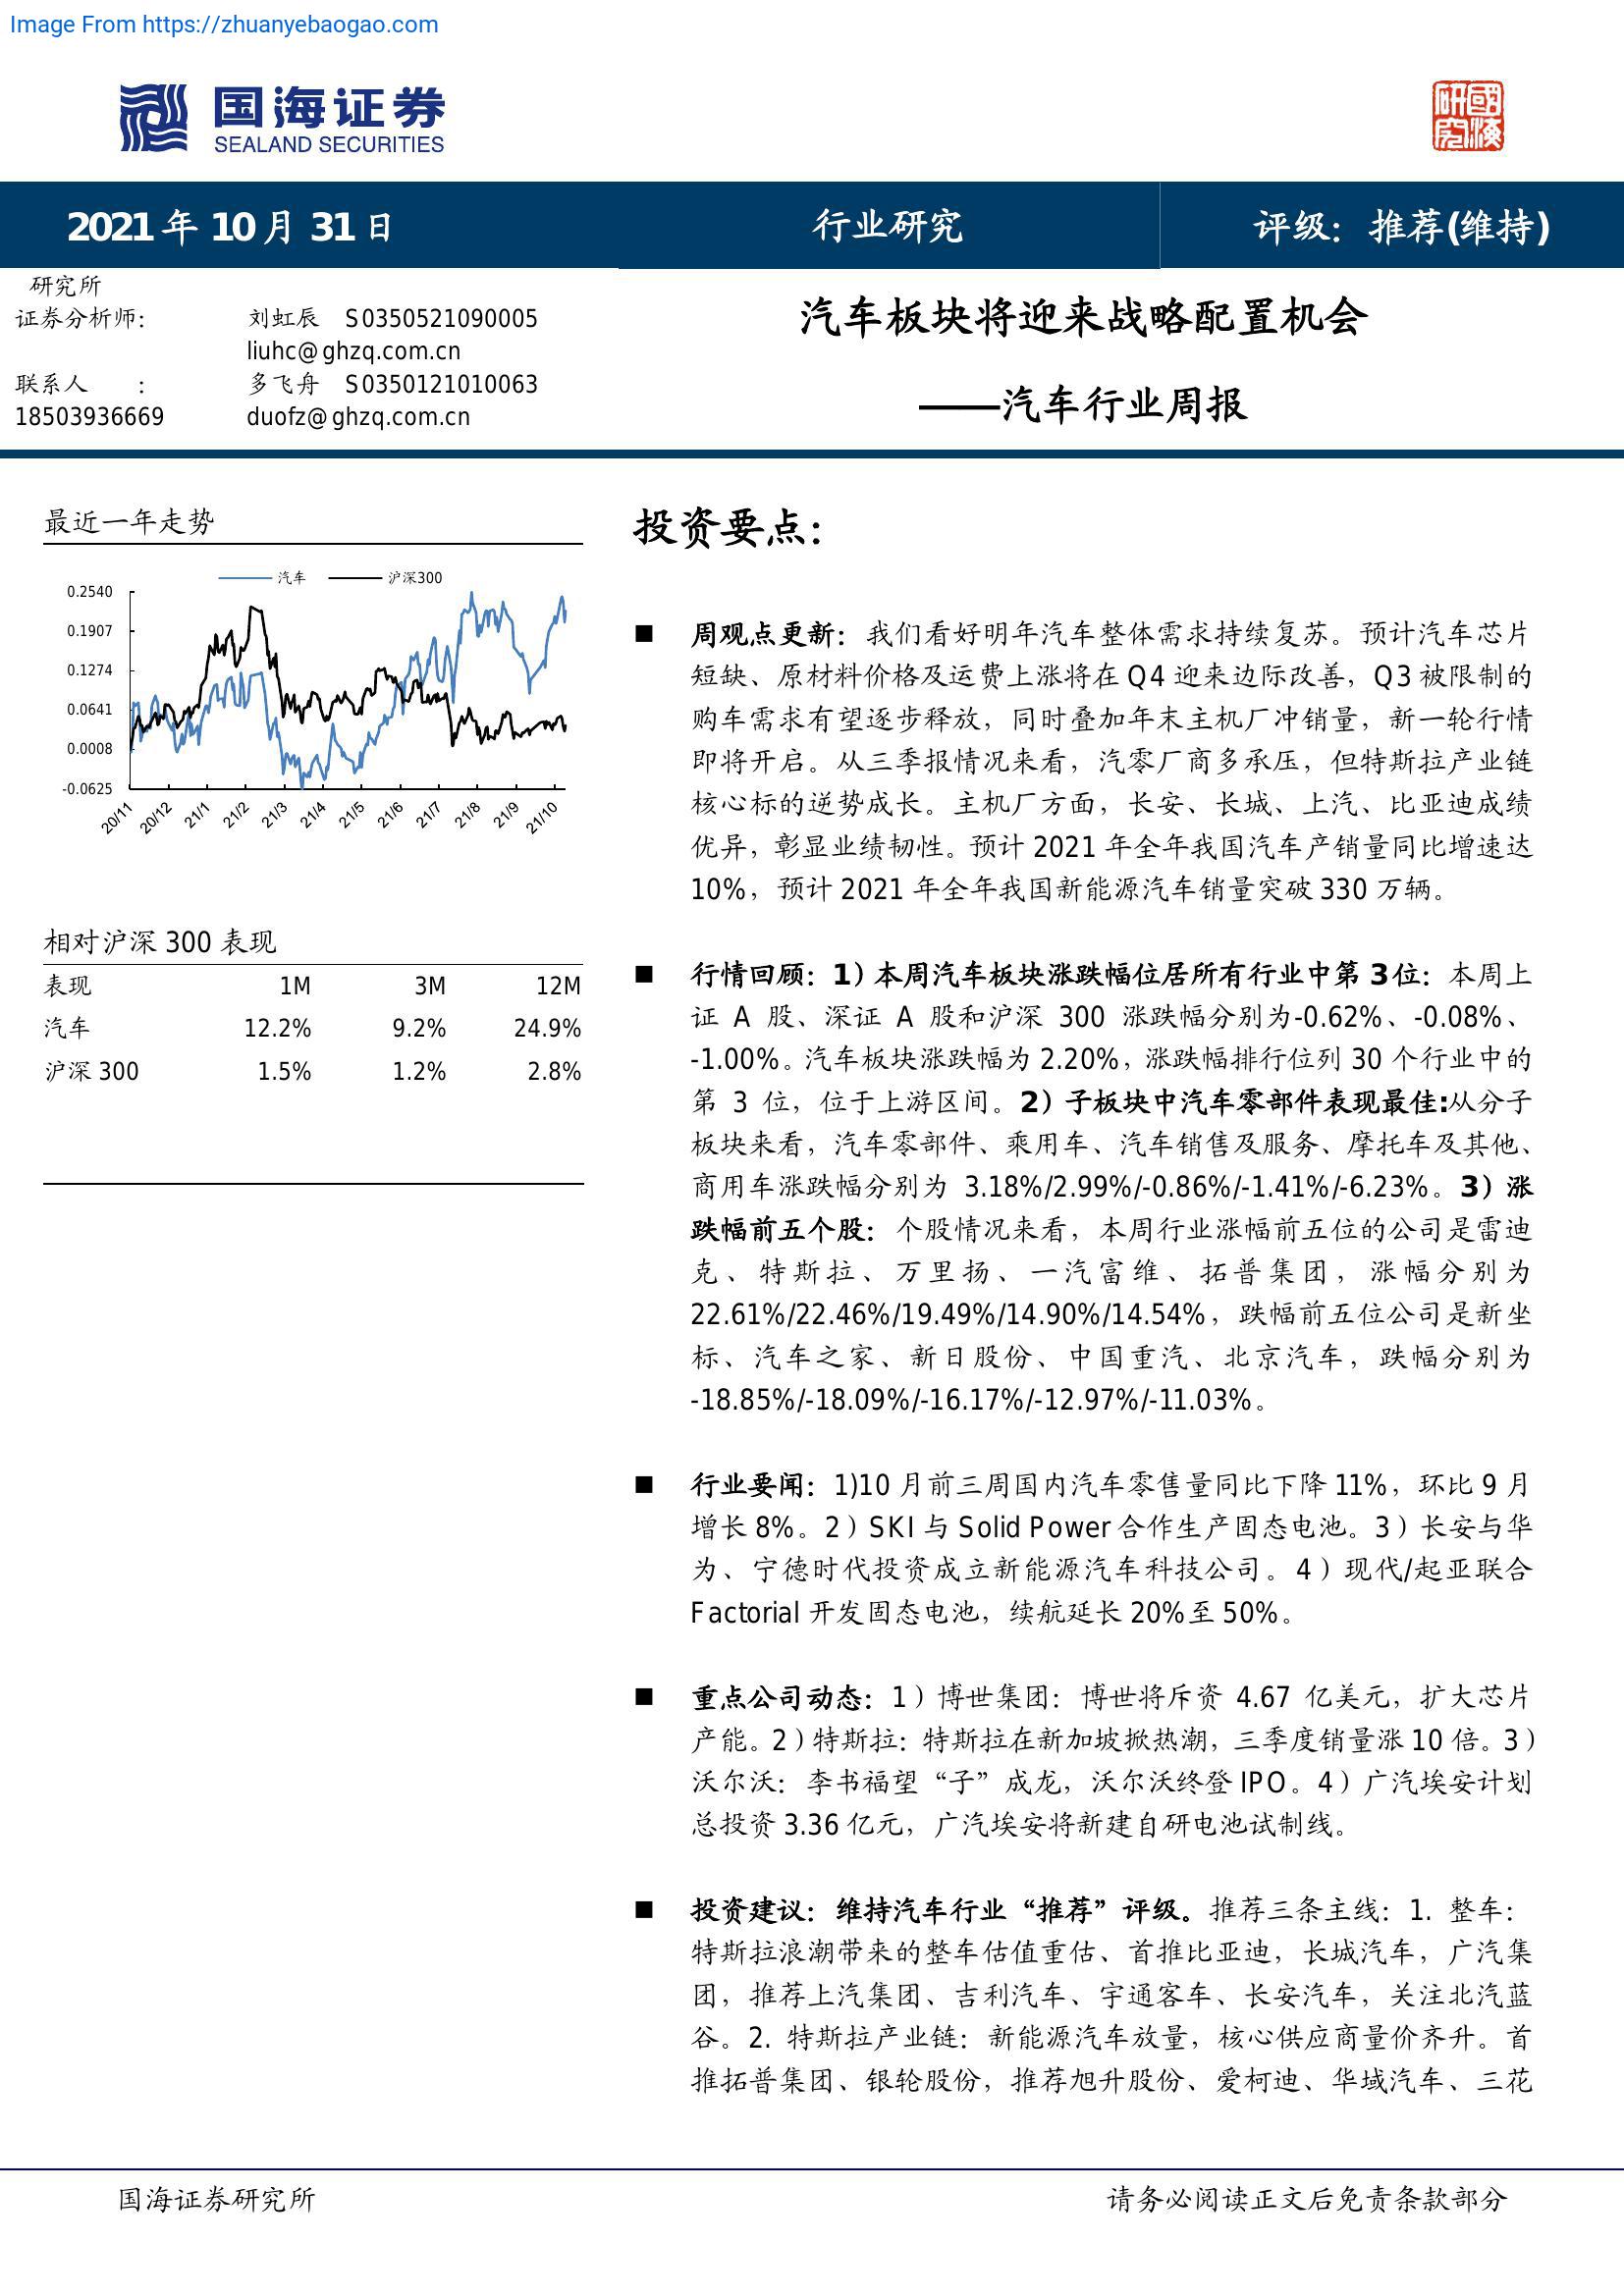 Image From https://zhuanyebaogao.com
国海证券
SEALAND SECURITIES
研究
國海
2021 年 10 月 31 日
行业研究
评级：推荐(维持)
研究所
证券分析师：
刘虹辰 S0350521090005
liuhc@ghzq.com.cn
联系人 ：
多飞舟 S0350121010063
18503936669
duofz@ghzq.com.cn
汽车板块将迎来战略配置机会
——汽车行业周报
最近一年走势
汽车 沪深300
0.2540
0.1907
0.1274
0.0641
0.0008
-0.0625
20/11 20/12 21/1 21/2 21/3 21/4 21/5 21/6 21/7 21/8 21/9 21/10
相对沪深 300 表现
表现 1M 3M 12M
汽车 12.2% 9.2% 24.9%
沪深 300 1.5% 1.2% 2.8%
投资要点：
■ 周观点更新：我们看好明年汽车整体需求持续复苏。预计汽车芯片
短缺、原材料价格及运费上涨将在 Q4 迎来边际改善，Q3 被限制的
购车需求有望逐步释放，同时叠加年末主机厂冲销量，新一轮行情
即将开启。从三季报情况来看，汽零厂商多承压，但特斯拉产业链
核心标的逆势成长。主机厂方面，长安、长城、上汽、比亚迪成绩
优异，彰显业绩韧性。预计 2021 年全年我国汽车产销量同比增速达
10%，预计 2021 年全年我国新能源汽车销量突破 330 万辆。
■ 行情回顾：1）本周汽车板块涨跌幅位居所有行业中第 3 位：本周上
证 A 股、深证 A 股和沪深 300 涨跌幅分别为-0.62%、-0.08%、
-1.00%。汽车板块涨跌幅为 2.20%，涨跌幅排行位列 30 个行业中的
第 3 位，位于上游区间。2）子板块中汽车零部件表现最佳:从分子
板块来看，汽车零部件、乘用车、汽车销售及服务、摩托车及其他、
商用车涨跌幅分别为 3.18%/2.99%/-0.86%/-1.41%/-6.23%。3）涨
跌幅前五个股：个股情况来看，本周行业涨幅前五位的公司是雷迪
克、特斯拉、万里扬、一汽富维、拓普集团，涨幅分别为
22.61%/22.46%/19.49%/14.90%/14.54%，跌幅前五位公司是新坐
标、汽车之家、新日股份、中国重汽、北京汽车，跌幅分别为
-18.85%/-18.09%/-16.17%/-12.97%/-11.03%。
■ 行业要闻：1)10 月前三周国内汽车零售量同比下降 11%，环比 9 月
增长 8%。2）SKI 与 Solid Power 合作生产固态电池。3）长安与华
为、宁德时代投资成立新能源汽车科技公司。4）现代/起亚联合
Factorial 开发固态电池，续航延长 20%至 50%。
■ 重点公司动态：1）博世集团：博世将斥资 4.67 亿美元，扩大芯片
产能。2）特斯拉：特斯拉在新加坡掀热潮，三季度销量涨 10 倍。3）
沃尔沃：李书福望“子”成龙，沃尔沃终登 IPO。4）广汽埃安计划
总投资 3.36 亿元，广汽埃安将新建自研电池试制线。
■ 投资建议：维持汽车行业“推荐”评级。推荐三条主线：1. 整车：
特斯拉浪潮带来的整车估值重估、首推比亚迪，长城汽车，广汽集
团，推荐上汽集团、吉利汽车、宇通客车、长安汽车，关注北汽蓝
谷。2. 特斯拉产业链：新能源汽车放量，核心供应商量价齐升。首
推拓普集团、银轮股份，推荐旭升股份、爱柯迪、华域汽车、三花
国海证券研究所
请务必阅读正文后免责条款部分